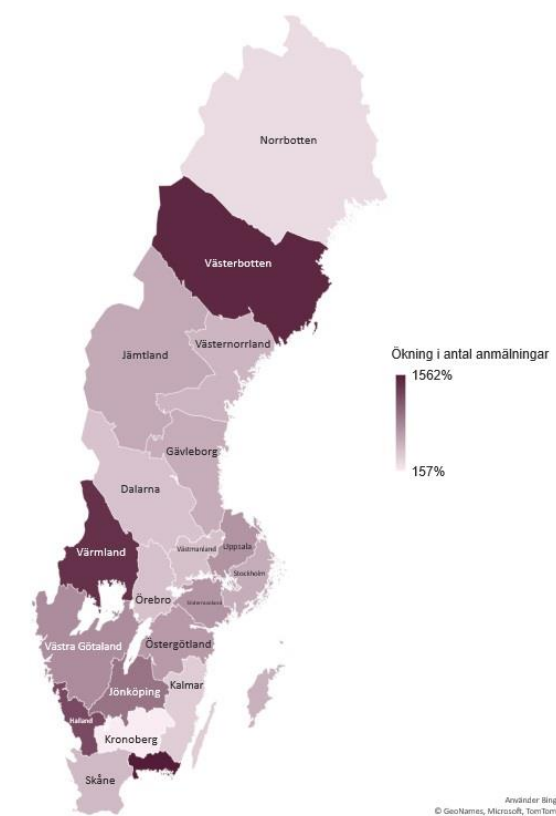 Norrbotten
Västerbotten
Västernorrland
Jämtland
Ökning i antal anmälningar
1562%
157%
Gävleborg
Dalarna
Värmland
Västmanland
Uppsala
Stockholm
Örebro
Södermanland
Västra Götaland
Östergötland
Kalmar
Jönköping
Halland
Kronoberg
Skåne
Använder Bing
© GeoNames, Microsoft, TomTom